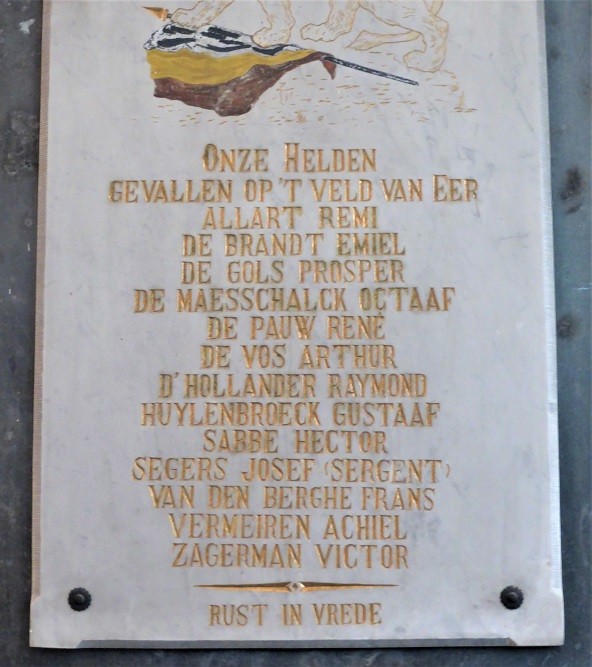 ONZE HELDEN
GEVALLEN OP 'T VELD VAN EER
ALLART REMI
DE BRANDT EMIEL
DE GOLS PROSPER
DE MAESSCHALCK OCTAAF
DE PAUW RENÉ
DE VOS ARTHUR
D'HOLLANDER RAYMOND
HUYLENBROECK GUSTAAF
SABBE HECTOR
SEGERS JOSEF (SERGENT)
VAN DEN BERGHE FRANS
VERMEIREN ACHIEL
ZAGERMAN VICTOR
RUST IN VREDE